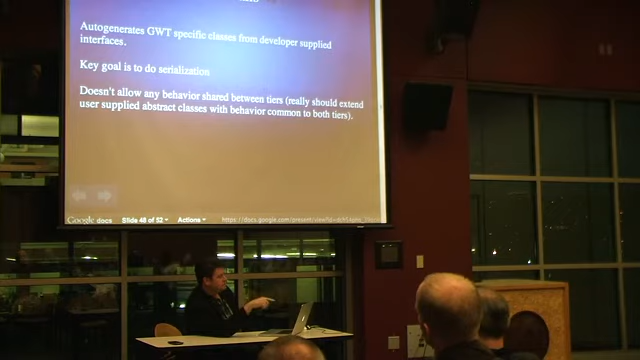 Autogenerates GWT specific classes from developer supplied
interfaces.
Key goal is to do serialization
Doesn't allow any behavior shared between tiers (really should extend
user supplied abstract classes with behavior common to both tiers).
Google docs Slide 48 of 52 Actions